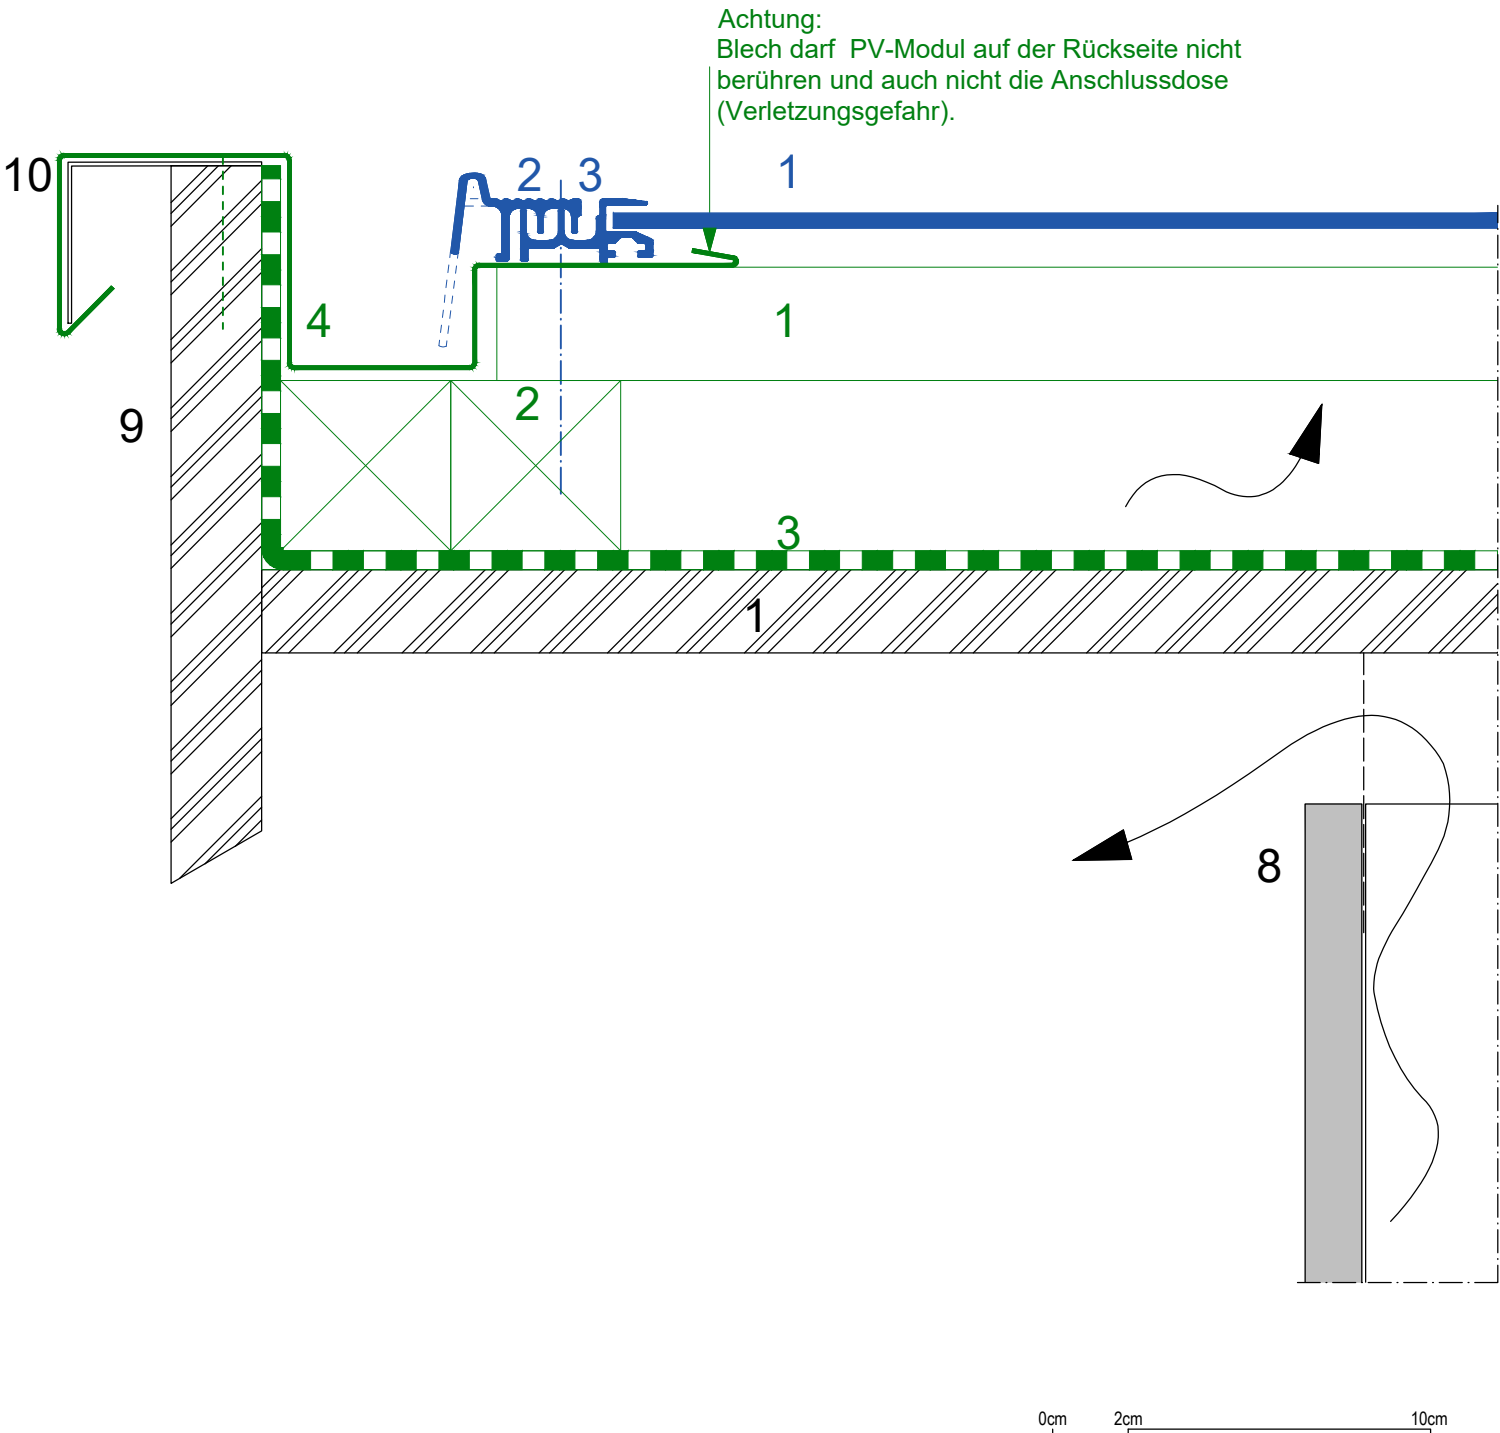 Achtung:
Blech darf PV-Modul auf der Rückseite nicht
berühren und auch nicht die Anschlussdose
(Verletzungsgefahr).
10 2 3 1
4 1
2
9
3
1
8
0cm 2cm 10cm